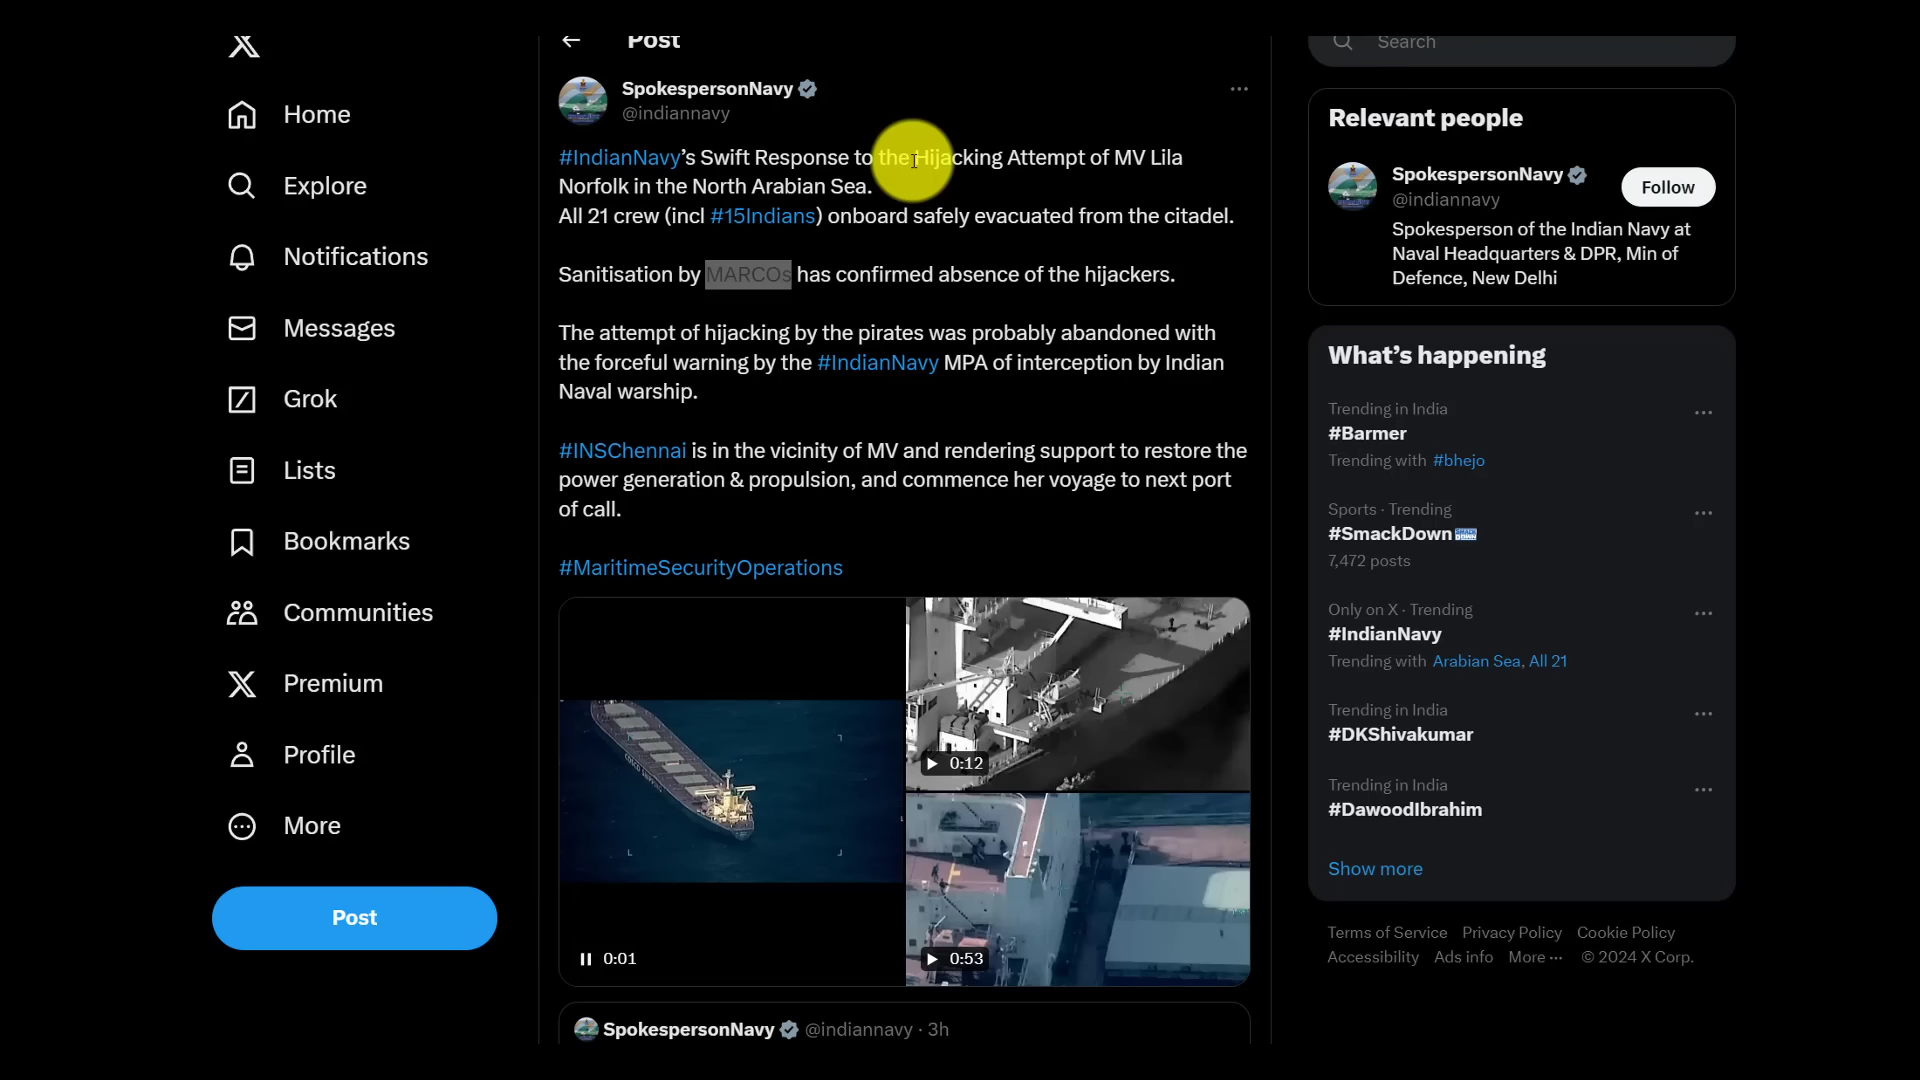 Home
Explore
Notifications
Messages
Grok
Lists
Bookmarks
Communities
Premium
Profile
More
Post
Post
SpokespersonNavy
@indiannavy
#IndianNavy's Swift Response to the Hijacking Attempt of MV Lila
Norfolk in the North Arabian Sea.
All 21 crew (incl #15Indians) onboard safely evacuated from the citadel.
Sanitisation by MARCOs has confirmed absence of the hijackers.
The attempt of hijacking by the pirates was probably abandoned with
the forceful warning by the #IndianNavy MPA of interception by Indian
Naval warship.
#INSChennai is in the vicinity of MV and rendering support to restore the
power generation & propulsion, and commence her voyage to next port
of call.
#MaritimeSecurityOperations
0:01
0:12
0:53
SpokespersonNavy @indiannavy · 3h
Search
Relevant people
SpokespersonNavy
@indiannavy
Follow
Spokesperson of the Indian Navy at
Naval Headquarters & DPR, Min of
Defence, New Delhi
What's happening
Trending in India
#Barmer
Trending with #bhejo
Sports · Trending
#SmackDown
7,472 posts
Only on X · Trending
#IndianNavy
Trending with Arabian Sea, All 21
Trending in India
#DKShivakumar
Trending in India
#DawoodIbrahim
Show more
Terms of Service Privacy Policy Cookie Policy
Accessibility Ads info More ··· © 2024 X Corp.